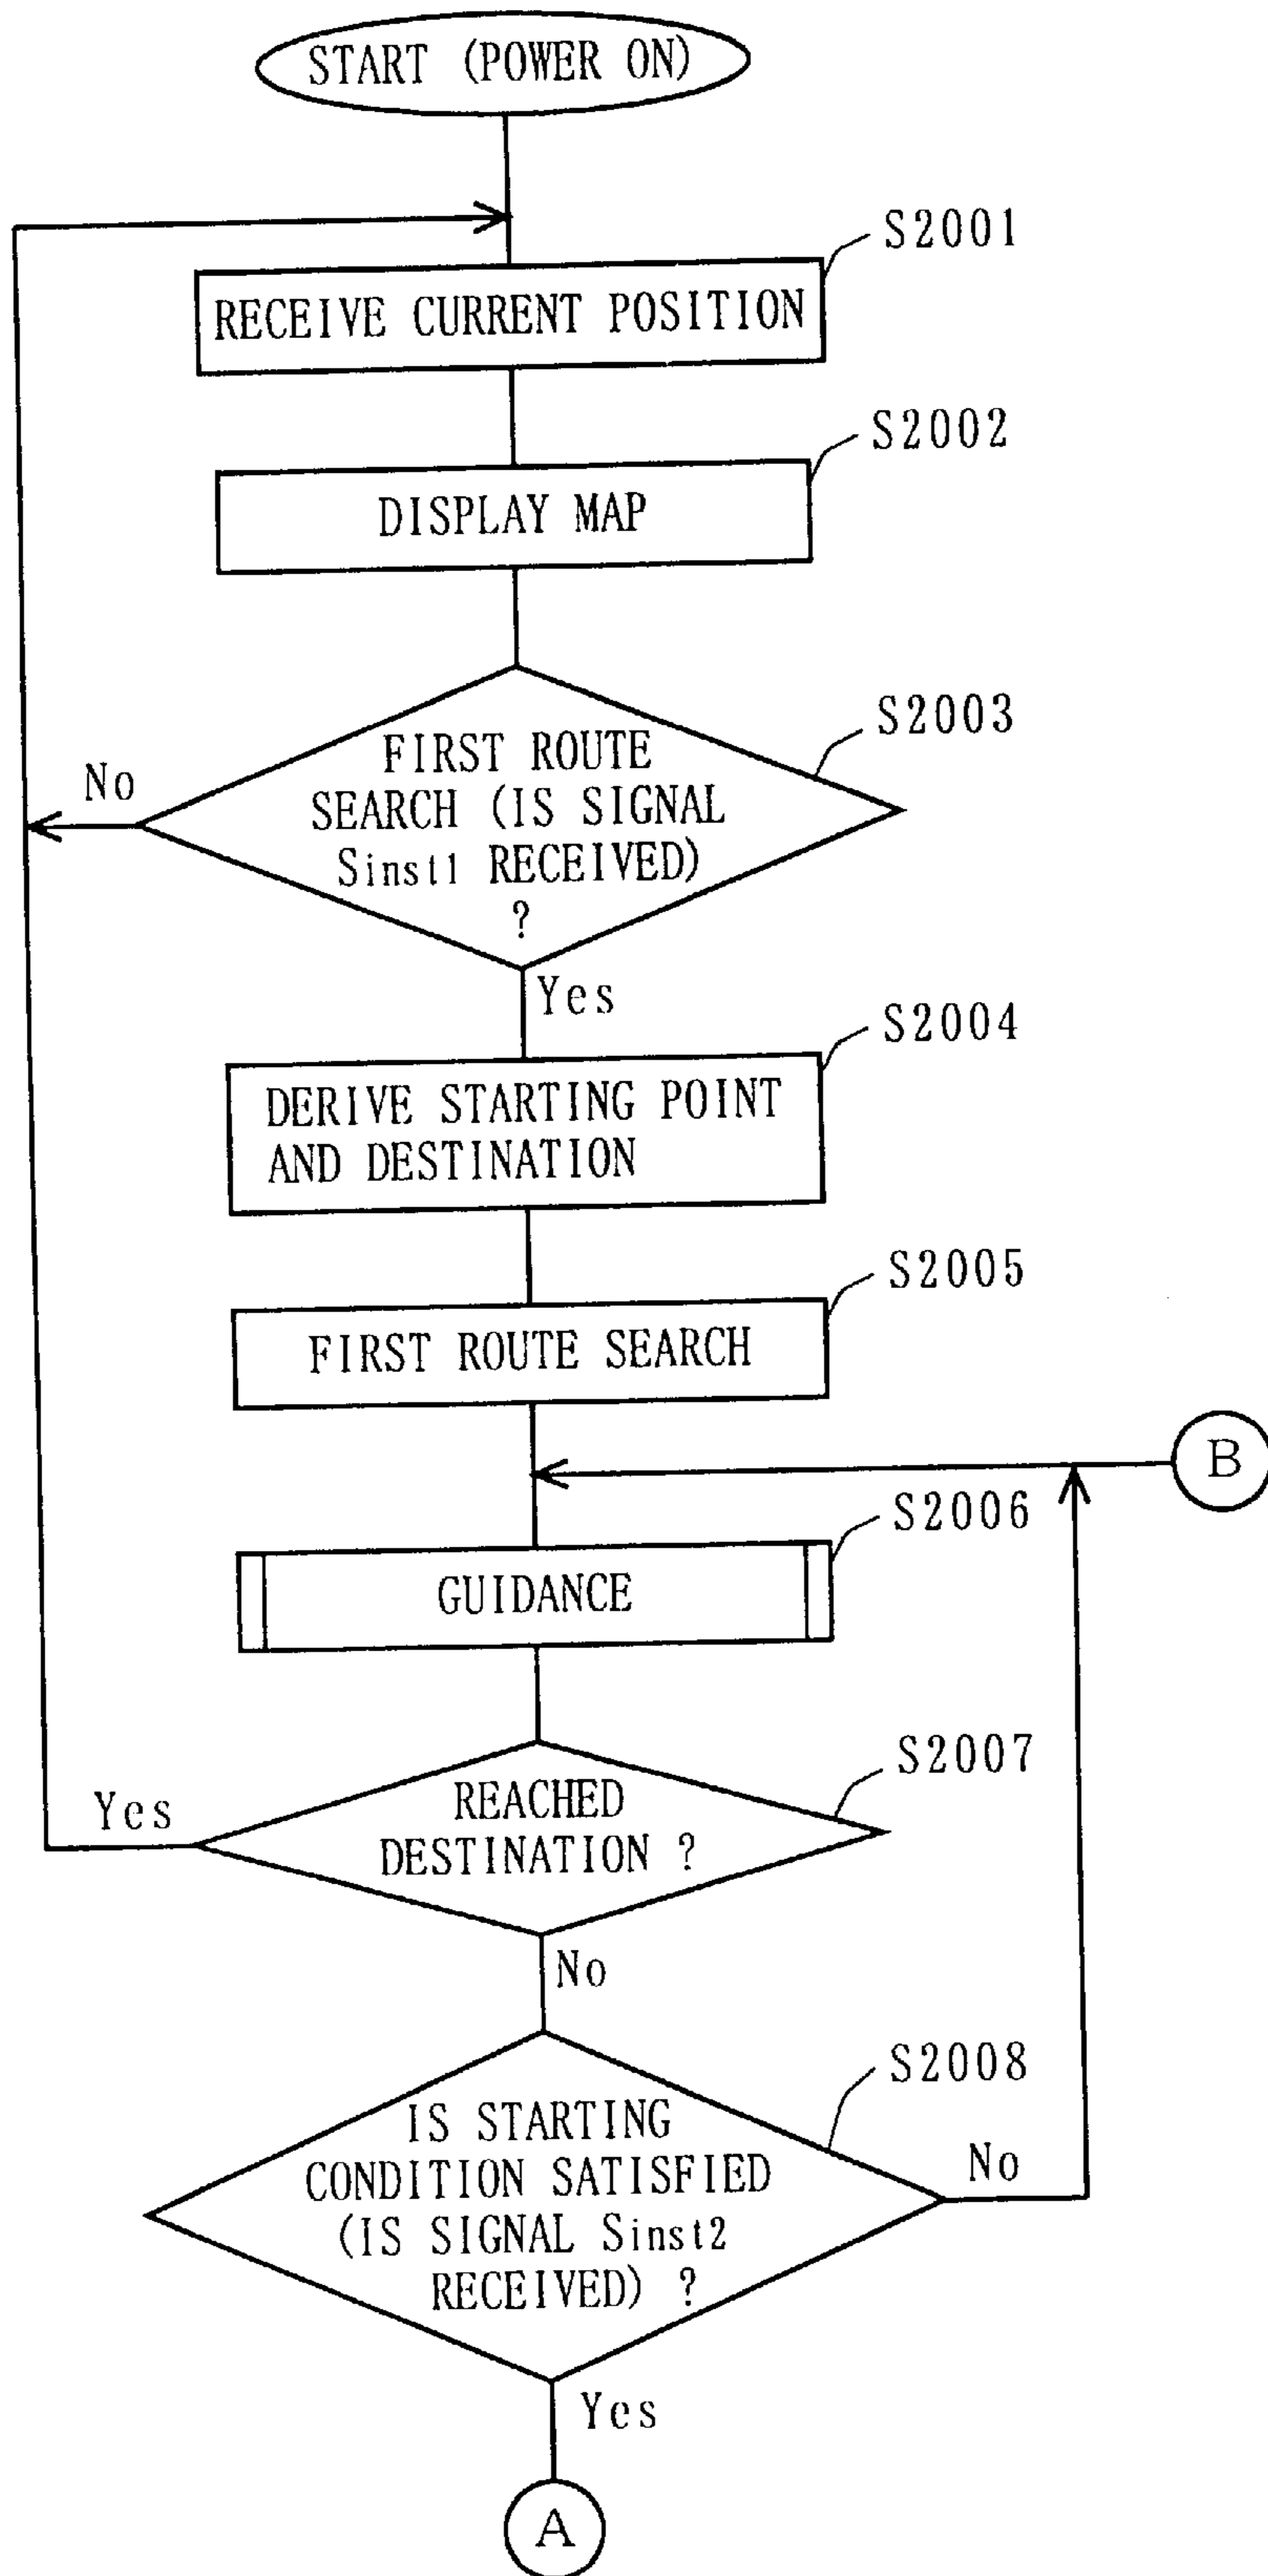 START (POWER ON)
S2001
RECEIVE CURRENT POSITION
S2002
DISPLAY MAP
S2003
FIRST ROUTE
SEARCH (IS SIGNAL
Sinst1 RECEIVED)
?
No
Yes
S2004
DERIVE STARTING POINT
AND DESTINATION
S2005
FIRST ROUTE SEARCH
B
S2006
GUIDANCE
S2007
REACHED
DESTINATION ?
Yes
No
S2008
IS STARTING
CONDITION SATISFIED
(IS SIGNAL Sinst2
RECEIVED) ?
No
Yes
A